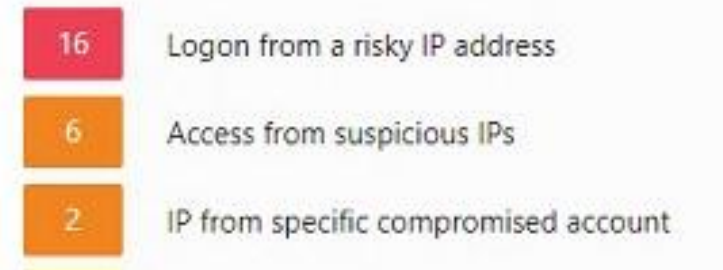 16 Logon from a risky IP address
6 Access from suspicious IPs
2 IP from specific compromised account